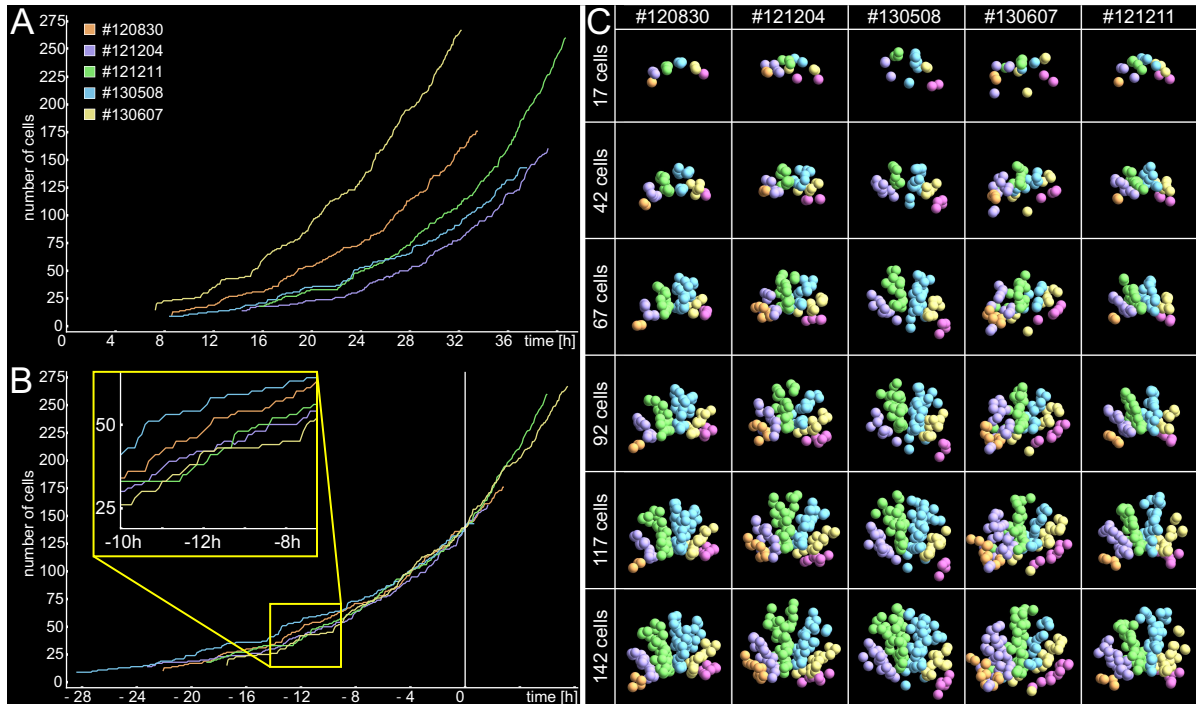 A
275
250
225
200
175
150
125
100
75
50
25
0
number of cells
#120830
#121204
#121211
#130508
#130607
0 4 8 12 16 20 24 28 32 36 time [h]
B
275
250
225
200
175
150
125
100
75
50
25
0
number of cells
50
25
-10h -12h -8h
- 28 - 24 - 20 - 16 - 12 - 8 - 4 0 time [h]
C
#120830 #121204 #130508 #130607 #121211
17 cells
42 cells
67 cells
92 cells
117 cells
142 cells